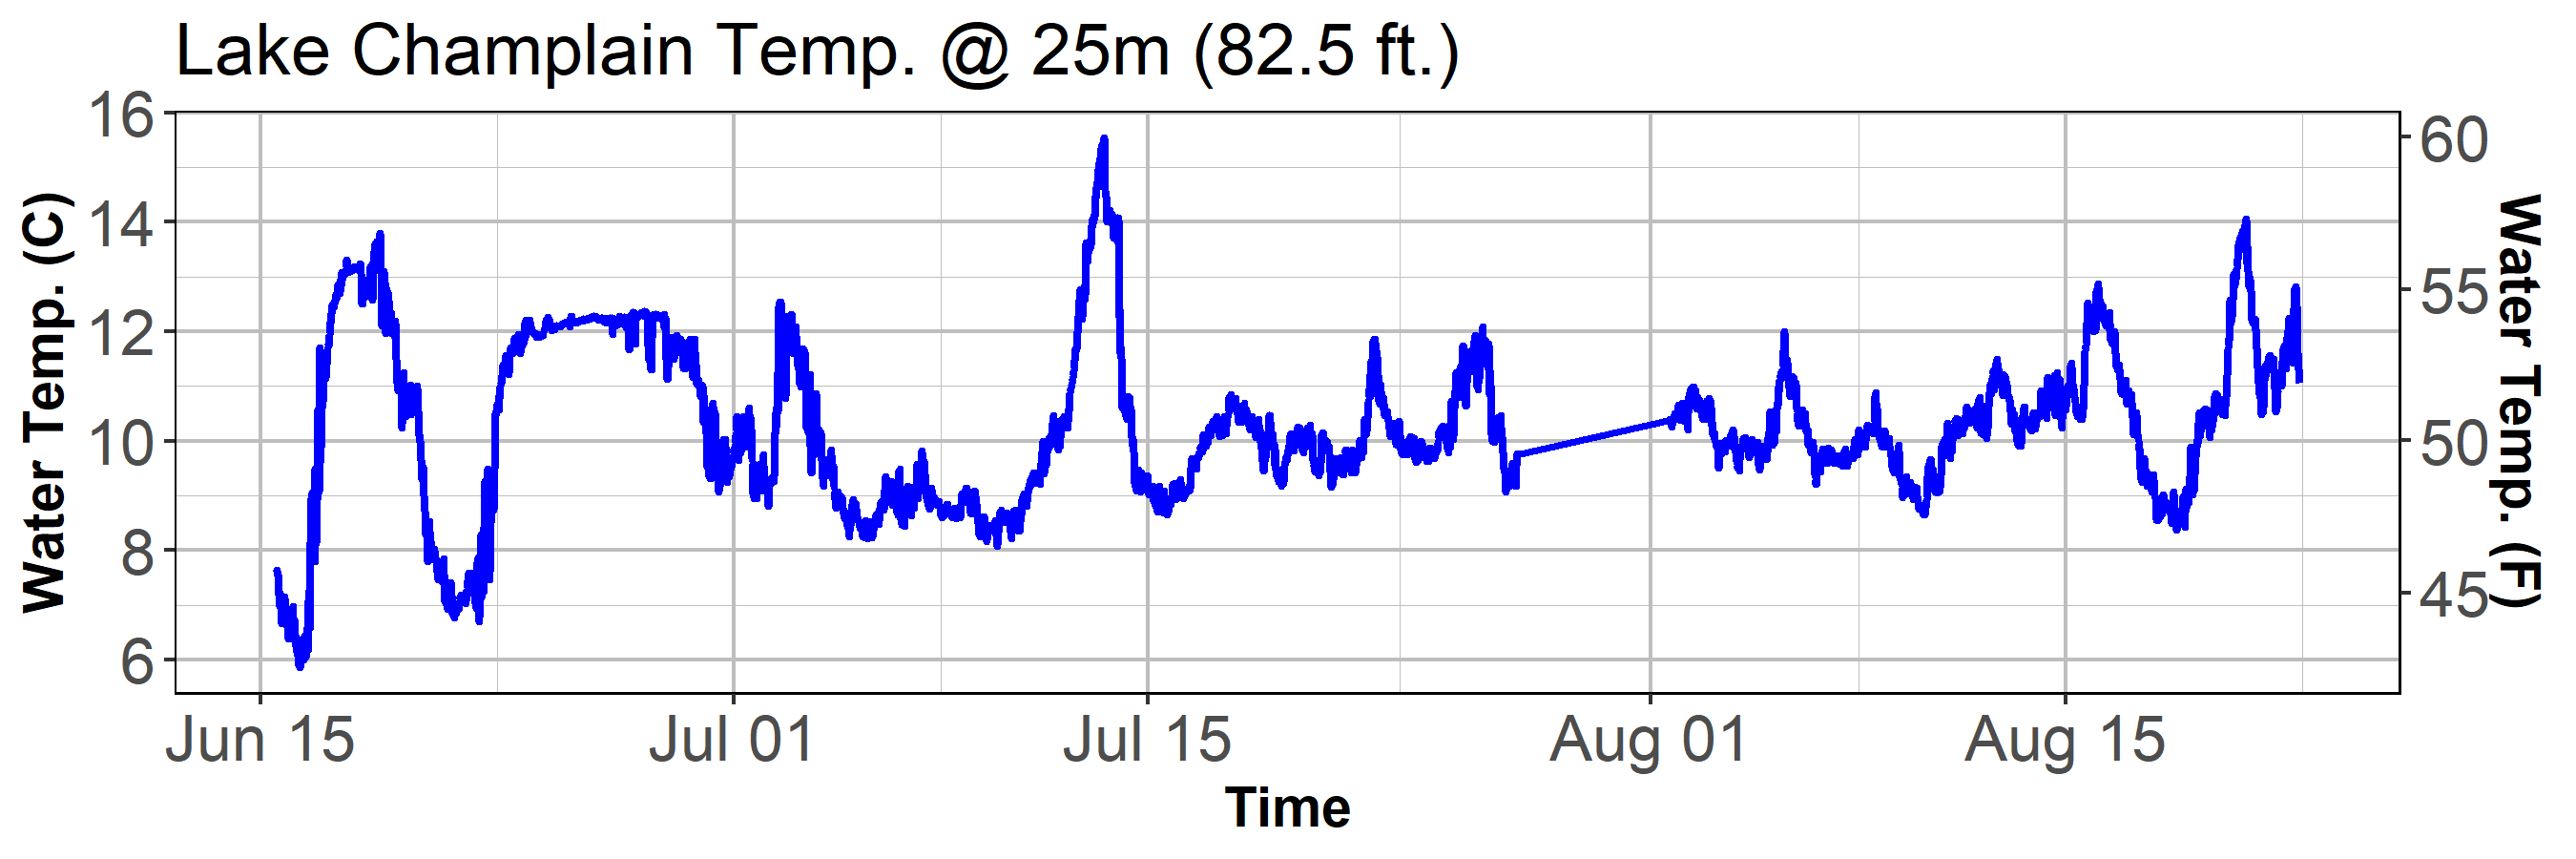 Lake Champlain Temp. @ 25m (82.5 ft.)
16
14
12
10
8
6
Water Temp. (C)
60
55
50
45
Water Temp. (F)
Jun 15 Jul 01 Jul 15 Aug 01 Aug 15
Time